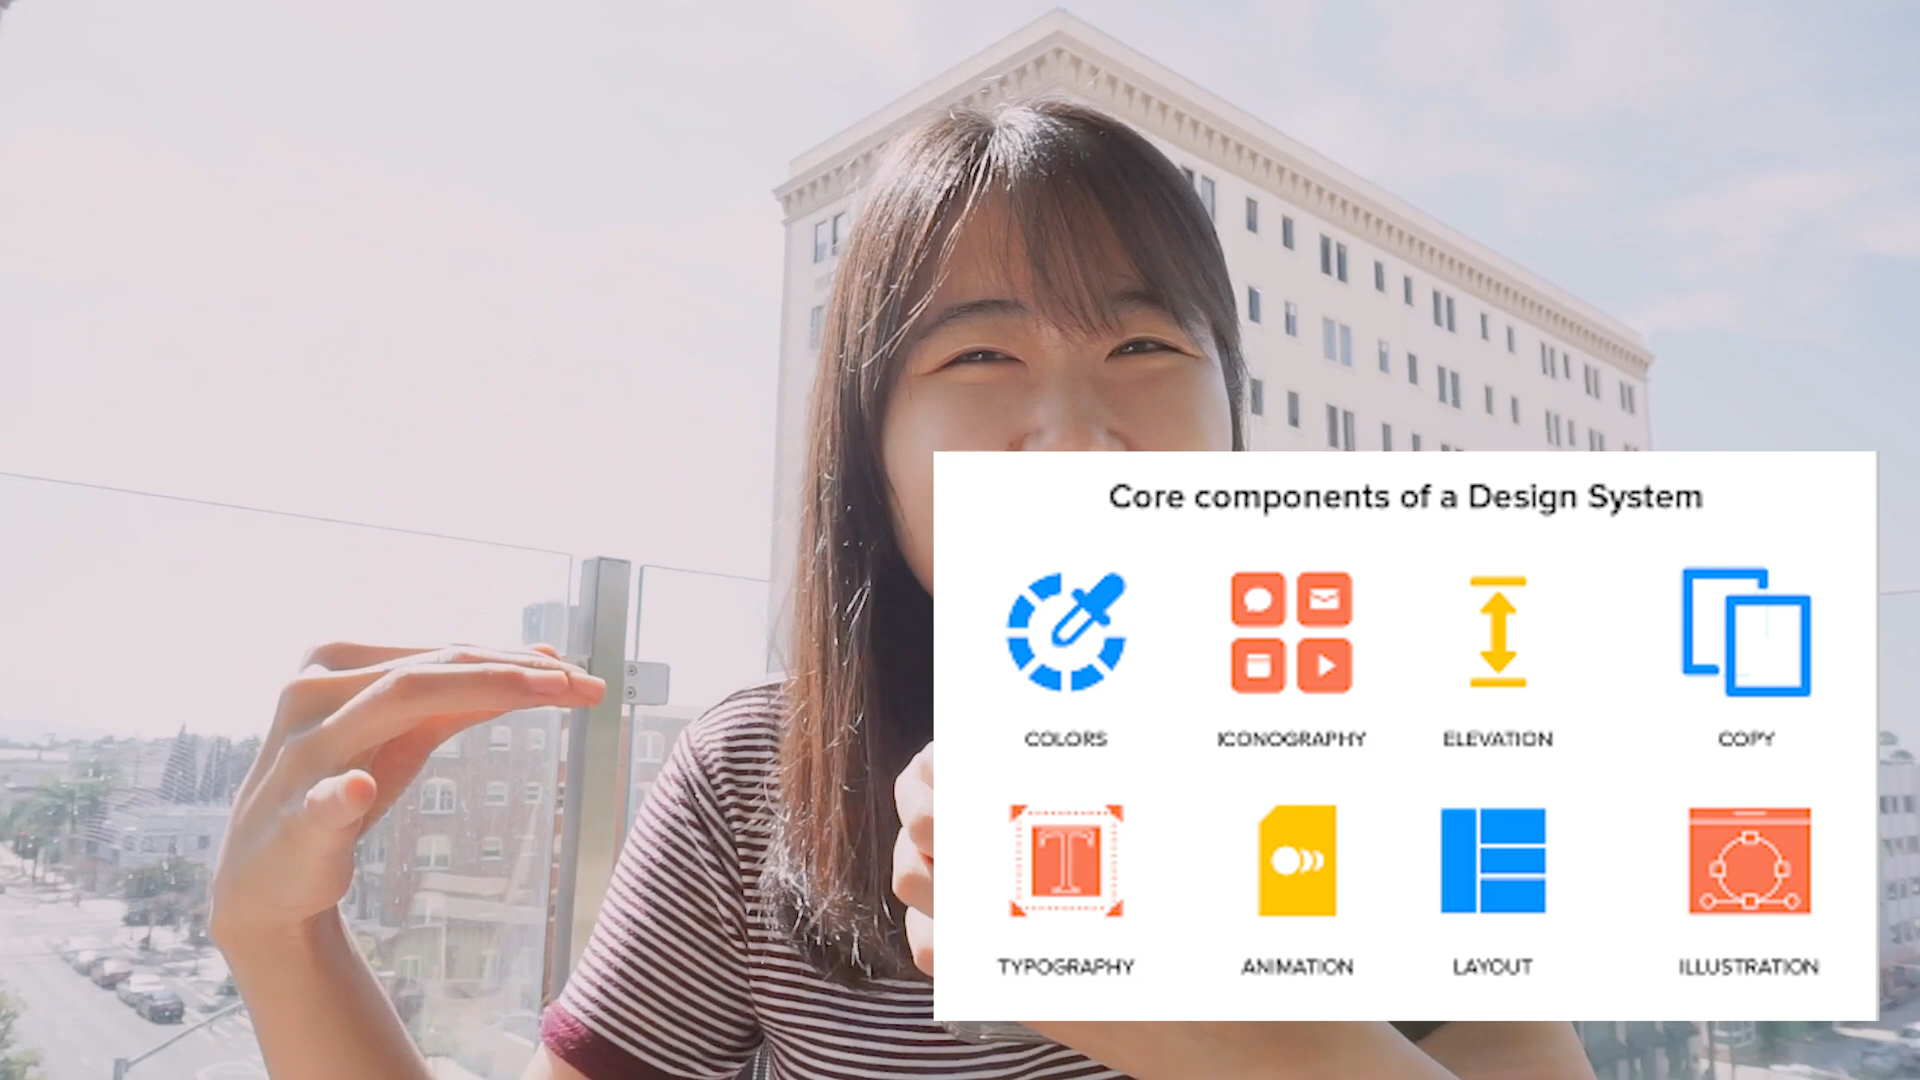 Core components of a Design System
COLORS
ICONOGRAPHY
ELEVATION
COPY
TYPOGRAPHY
ANIMATION
LAYOUT
ILLUSTRATION